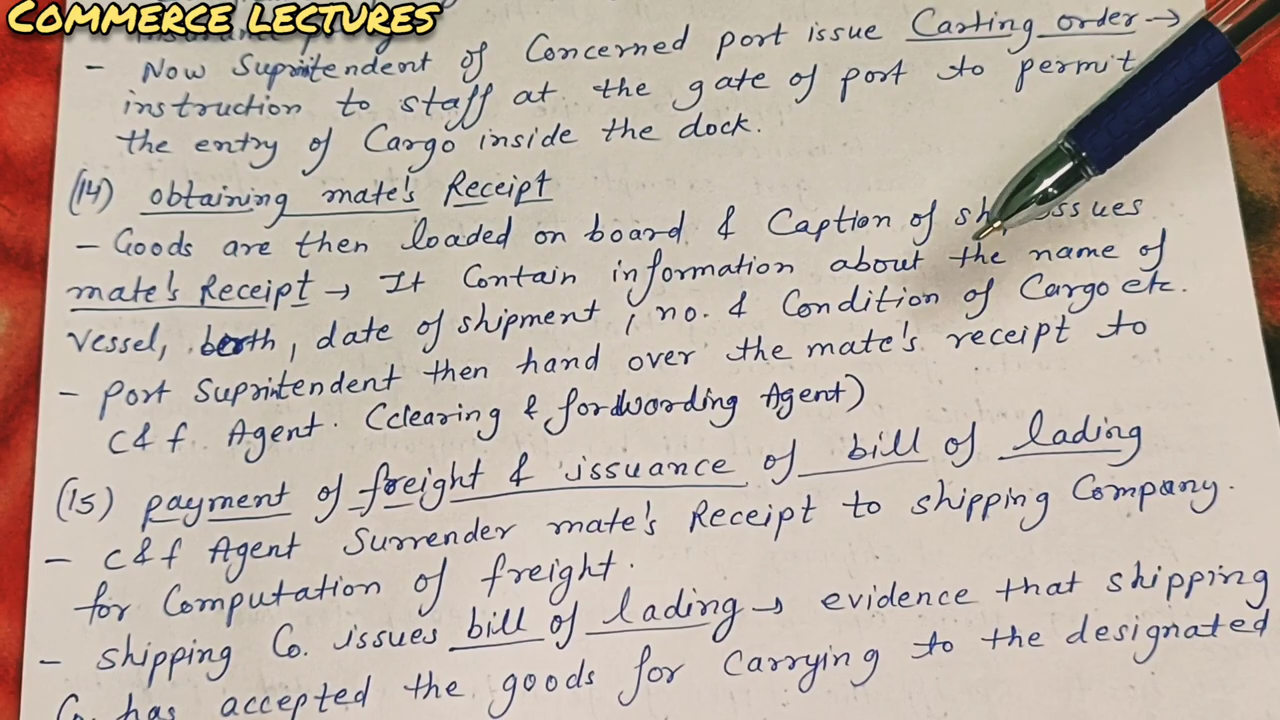 COMMERCE LECTURES
- Now Supritendent of Concerned port issue Carting order →
instruction to staff at the gate of port to permit
the entry of Cargo inside the dock.
(14) obtaining mate's Receipt
- Goods are then loaded on board & Caption of issues
mate's Receipt → It Contain information about the name of
Vessel, berth, date of shipment, no. & Condition of Cargo etc.
- port Supritendent then hand over the mate's receipt to
C&f. Agent. (clearing & fordwording Agent)
(15) payment of freight & issuance of bill of lading
- C&f Agent Surrender mate's Receipt to shipping Company.
for Computation of freight.
- shipping Co. issues bill of lading → evidence that shipping
Co. has accepted the goods for Carrying to the designated